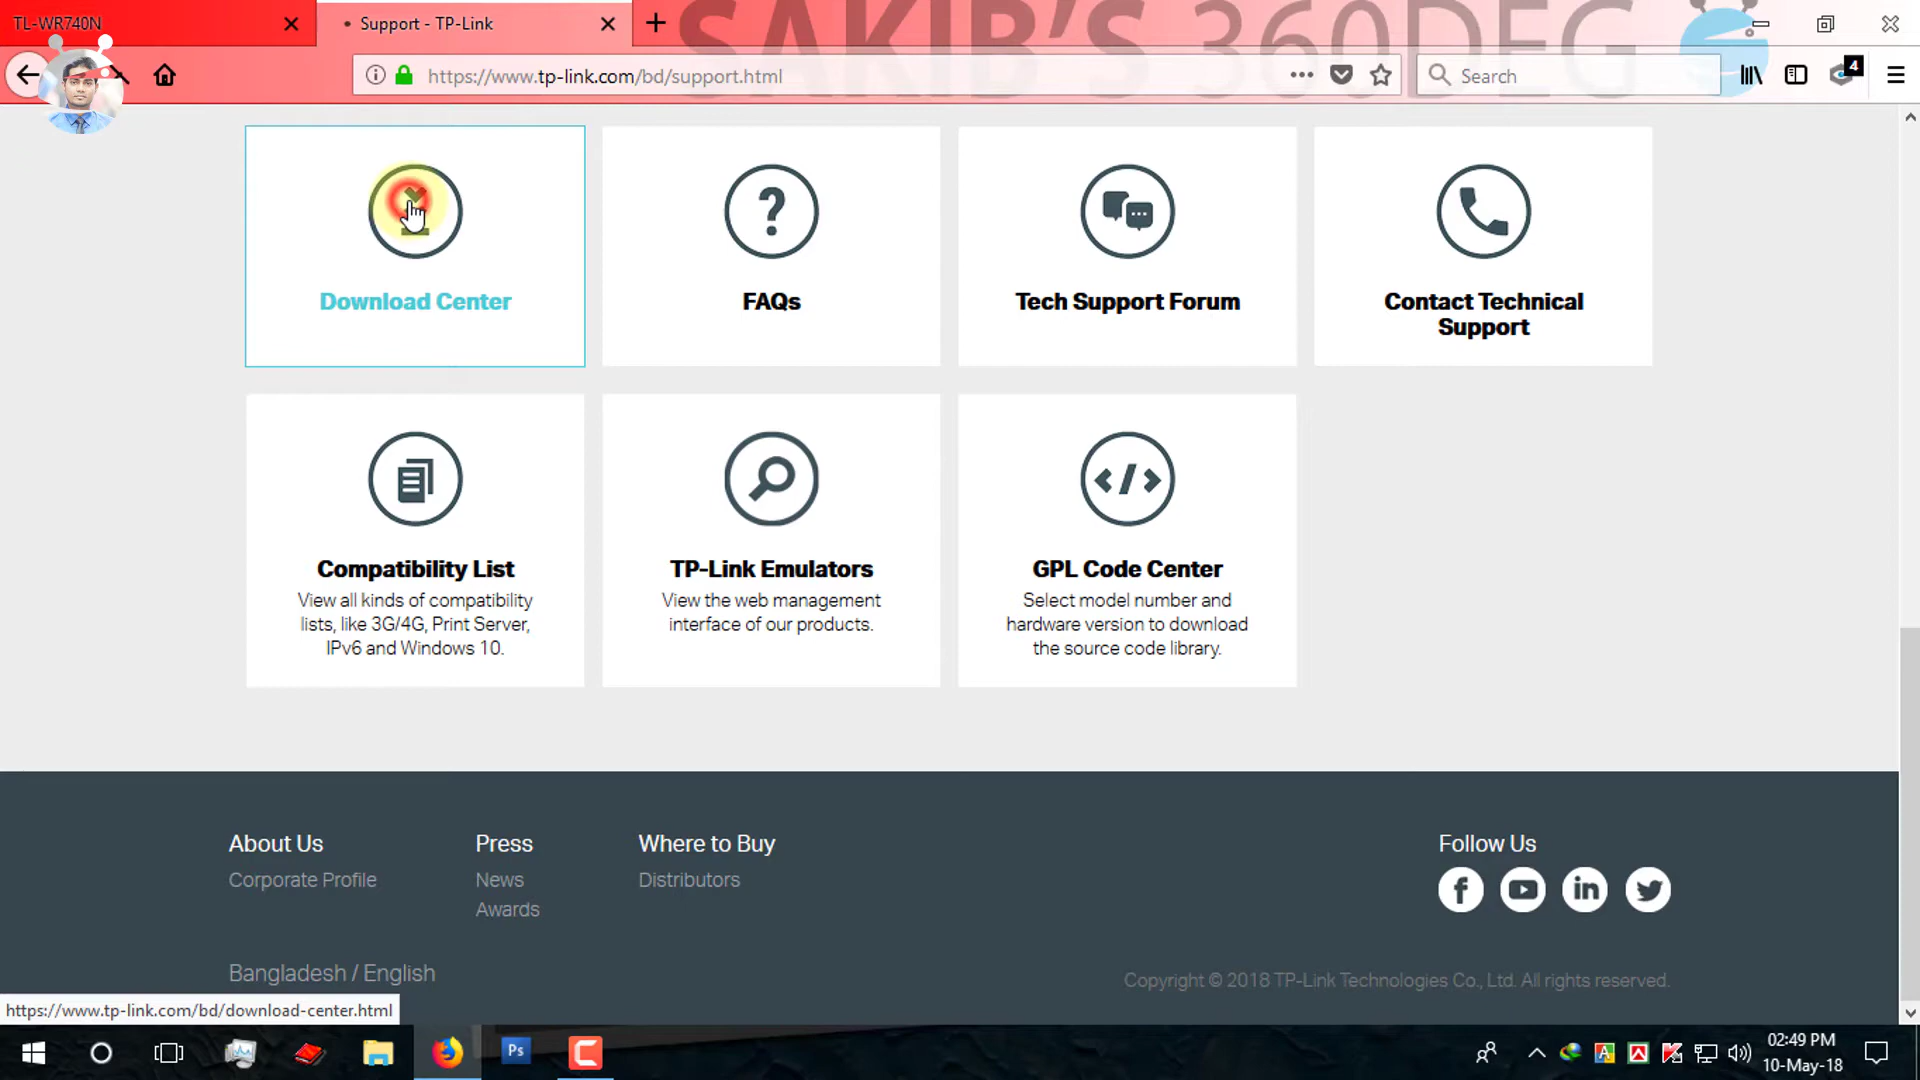 SAKIB'S 360DEG
TL-WR740N
Support - TP-Link
https://www.tp-link.com/bd/support.html
Search
4
Download Center
FAQs
Tech Support Forum
Contact Technical
Support
Compatibility List
View all kinds of compatibility
lists, like 3G/4G, Print Server,
IPv6 and Windows 10.
TP-Link Emulators
View the web management
interface of our products.
GPL Code Center
Select model number and
hardware version to download
the source code library.
About Us
Corporate Profile
Press
News
Awards
Where to Buy
Distributors
Follow Us
Bangladesh / English
Copyright © 2018 TP-Link Technologies Co., Ltd. All rights reserved.
https://www.tp-link.com/bd/download-center.html
Ps
02:49 PM
10-May-18